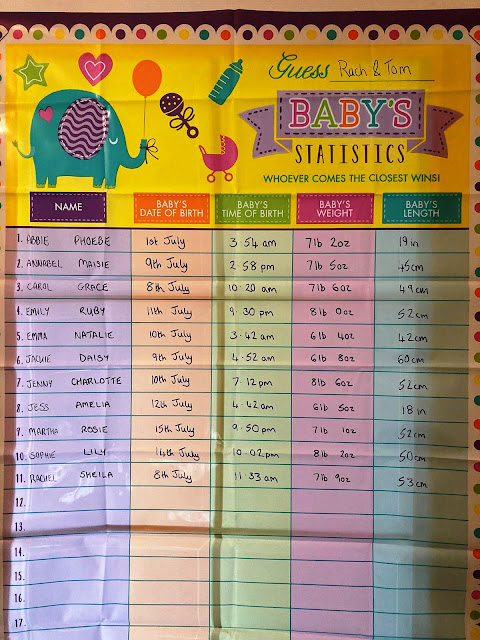 Guess Rach & Tom
BABY'S
STATISTICS
WHOEVER COMES THE CLOSEST WINS!
NAME BABY'S DATE OF BIRTH BABY'S TIME OF BIRTH BABY'S WEIGHT BABY'S LENGTH
1. ABBIE PHOEBE 1st July 3.54 am 7lb 2oz 19in
2. ANNABEL MAISIE 9th July 2.58 pm 7lb 5oz 45cm
3. CAROL GRACE 8th July 10.20 am 7lb 6oz 49cm
4. EMILY RUBY 11th July 9.30 pm 8lb 0oz 52cm
5. EMMA NATALIE 10th July 3.42 am 6lb 4oz 42cm
6. JACKIE DAISY 9th July 4.52 am 6lb 8oz 60cm
7. JENNY CHARLOTTE 10th July 7.12 pm 8lb 6oz 52cm
8. JESS AMELIA 12th July 4.42 am 6lb 5oz 18in
9. MARTHA ROSIE 15th July 9.50 pm 7lb 1oz 52cm
10. SOPHIE LILY 14th July 10.02 pm 8lb 2oz 50cm
11. RACHEL SHEILA 8th July 11.33 am 7lb 9oz 53cm
12.
13.
14.
15.
16.
17.